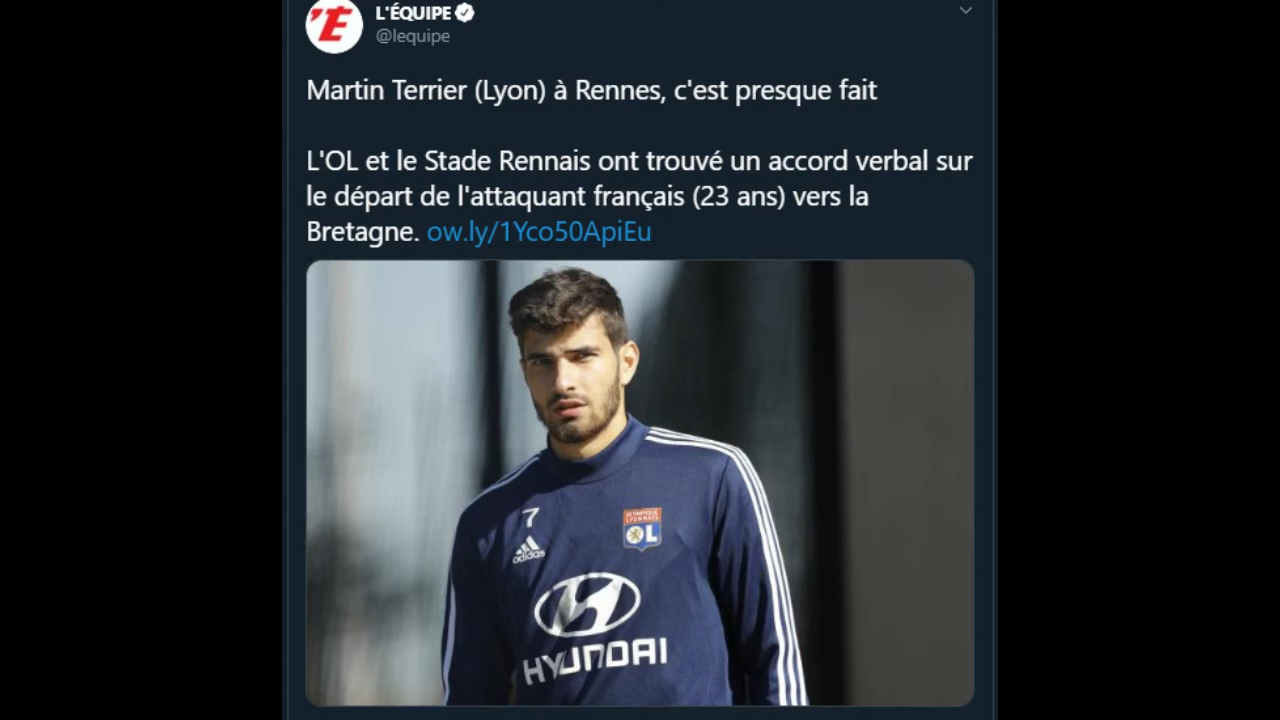 L'ÉQUIPE
@lequipe
Martin Terrier (Lyon) à Rennes, c'est presque fait
L'OL et le Stade Rennais ont trouvé un accord verbal sur
le départ de l'attaquant français (23 ans) vers la
Bretagne. ow.ly/1Yco50ApiEu
7
adidas
OLYMPIQUE
LYONNAIS
OL
HYUNDAI